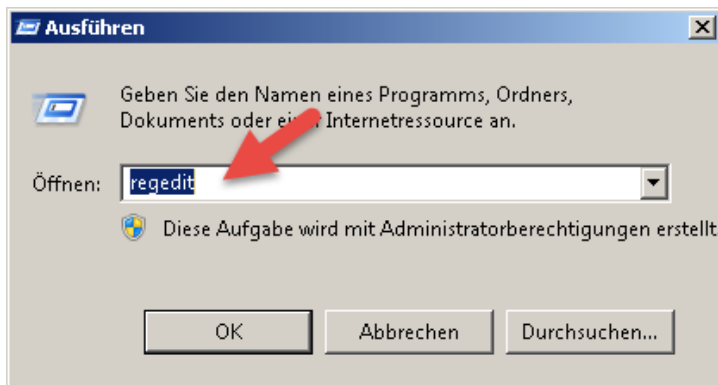 Ausführen
Geben Sie den Namen eines Programms, Ordners,
Dokuments oder einer Internetressource an.
Öffnen: regedit
Diese Aufgabe wird mit Administratorberechtigungen erstellt
OK Abbrechen Durchsuchen...